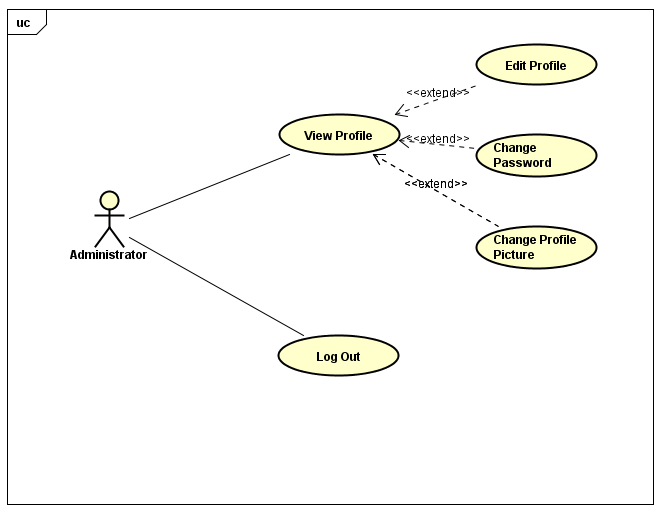 uc
Edit Profile
<<extend>>
View Profile
<<extend>>
Change
Password
<<extend>>
Change Profile
Picture
Administrator
Log Out